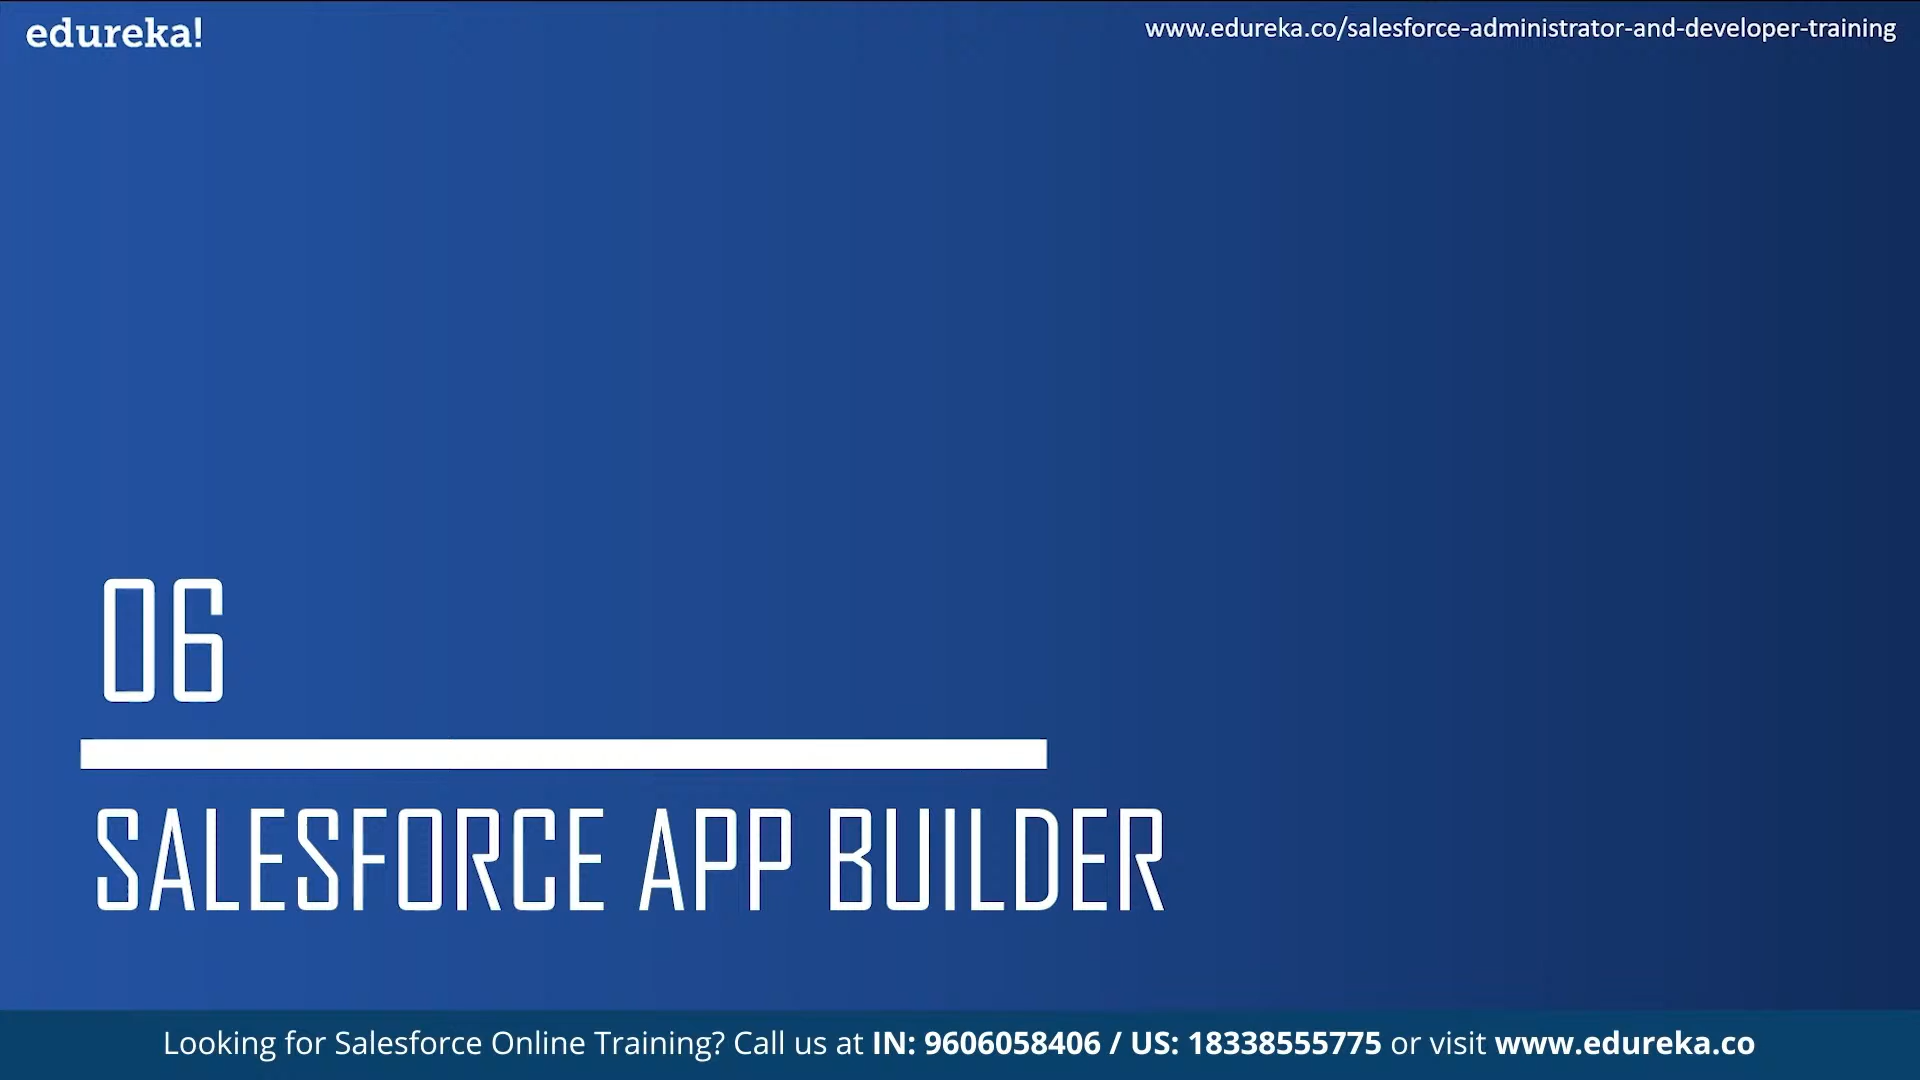 edureka!
www.edureka.co/salesforce-administrator-and-developer-training
06
SALESFORCE APP BUILDER
Looking for Salesforce Online Training? Call us at IN: 9606058406 / US: 18338555775 or visit www.edureka.co